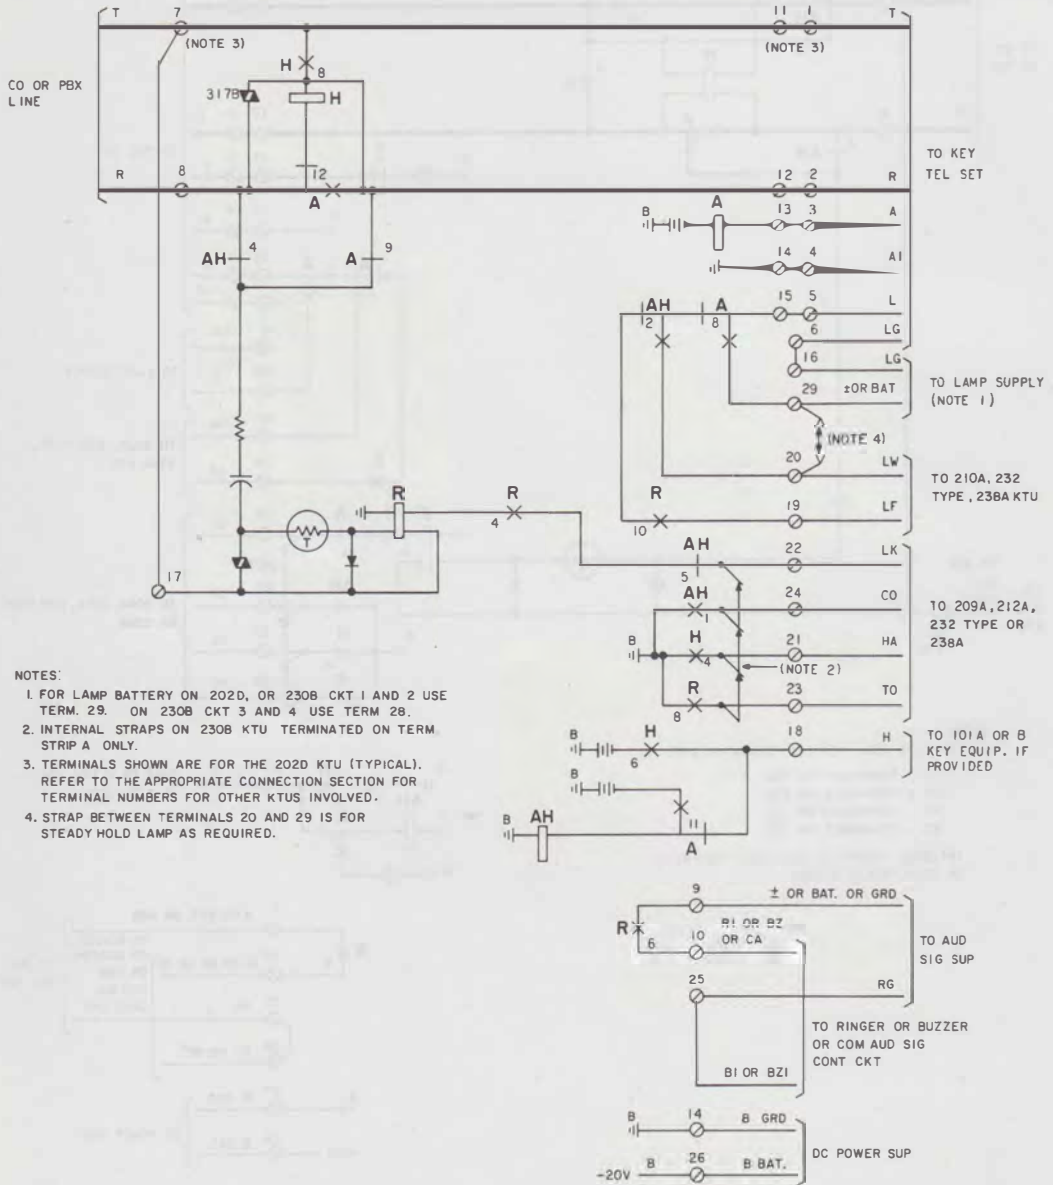 T 7 11 1 T
(NOTE 3) (NOTE 3)
H 8
CO OR PBX
LINE
317B H
TO KEY
TEL SET
R 8 12 12 2 R
A
B A 13 3 A
14 4 A1
AH 4 A 9
15 5 L
AH 2 A 8
6 LG
16 LG
29 ± OR BAT
TO LAMP SUPPLY
(NOTE 1)
(NOTE 4)
20 LW
TO 210A, 232
TYPE, 238A KTU
R 10 19 LF
R R 4
T
AH 5 22 LK
AH 1 24 CO
TO 209A, 212A,
232 TYPE OR
238A
B H 4 21 HA
(NOTE 2)
R 8 23 TO
17
NOTES:
1. FOR LAMP BATTERY ON 202D, OR 230B CKT 1 AND 2 USE
TERM. 29. ON 230B CKT 3 AND 4 USE TERM 28.
2. INTERNAL STRAPS ON 230B KTU TERMINATED ON TERM
STRIP A ONLY.
3. TERMINALS SHOWN ARE FOR THE 202D KTU (TYPICAL).
REFER TO THE APPROPRIATE CONNECTION SECTION FOR
TERMINAL NUMBERS FOR OTHER KTUS INVOLVED.
4. STRAP BETWEEN TERMINALS 20 AND 29 IS FOR
STEADY HOLD LAMP AS REQUIRED.
B H 6 18 H
TO 101A OR B
KEY EQUIP. IF
PROVIDED
B
B AH 11 A
9 ± OR BAT. OR GRD
R 6 10 R1 OR BZ
OR CA
TO AUD
SIG SUP
25 RG
TO RINGER OR BUZZER
OR COM AUD SIG
CONT CKT
B1 OR BZ1
B 14 B GRD
DC POWER SUP
-20V B 26 B BAT.